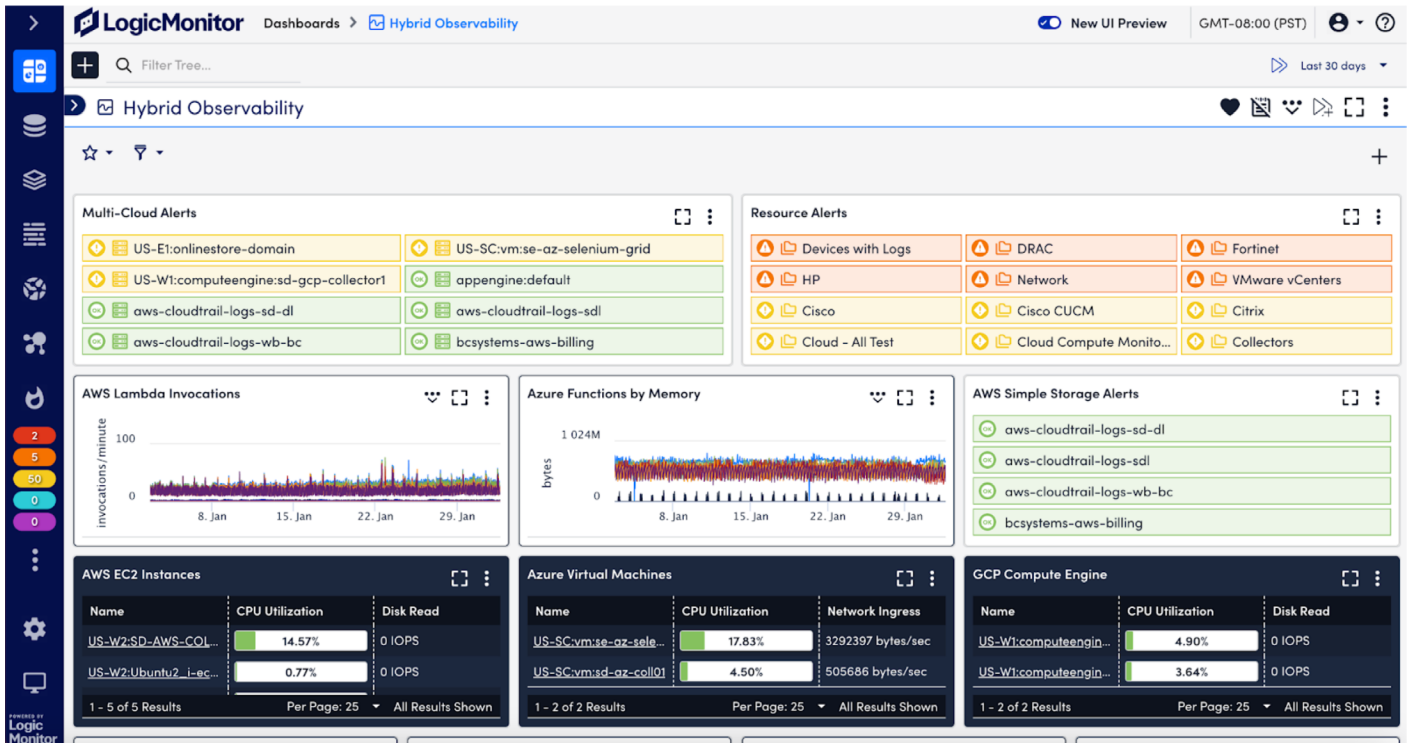 LogicMonitor Dashboards > Hybrid Observability New UI Preview GMT-08:00 (PST)
Filter Tree... Last 30 days
Hybrid Observability
Multi-Cloud Alerts
US-E1:onlinestore-domain US-SC:vm:se-az-selenium-grid
US-W1:computeengine:sd-gcp-collector1 appengine:default
aws-cloudtrail-logs-sd-dl aws-cloudtrail-logs-sdl
aws-cloudtrail-logs-wb-bc bcsystems-aws-billing
Resource Alerts
Devices with Logs DRAC Fortinet
HP Network VMware vCenters
Cisco Cisco CUCM Citrix
Cloud - All Test Cloud Compute Monito... Collectors
AWS Lambda Invocations
invocations/minute
100
0
8. Jan 15. Jan 22. Jan 29. Jan
Azure Functions by Memory
bytes
1 024M
0
8. Jan 15. Jan 22. Jan 29. Jan
AWS Simple Storage Alerts
OK aws-cloudtrail-logs-sd-dl
OK aws-cloudtrail-logs-sdl
OK aws-cloudtrail-logs-wb-bc
OK bcsystems-aws-billing
2
5
50
0
0
AWS EC2 Instances
Name CPU Utilization Disk Read
US-W2:SD-AWS-COL... 14.57% 0 IOPS
US-W2:Ubuntu2_i-ec... 0.77% 0 IOPS
1 - 5 of 5 Results Per Page: 25 All Results Shown
Azure Virtual Machines
Name CPU Utilization Network Ingress
US-SC:vm:se-az-sele... 17.83% 3292397 bytes/sec
US-SC:vm:sd-az-coll01 4.50% 505686 bytes/sec
1 - 2 of 2 Results Per Page: 25 All Results Shown
GCP Compute Engine
Name CPU Utilization Disk Read
US-W1:computeengin... 4.90% 0 IOPS
US-W1:computeengin... 3.64% 0 IOPS
1 - 2 of 2 Results Per Page: 25 All Results Shown
POWERED BY
Logic
Monitor